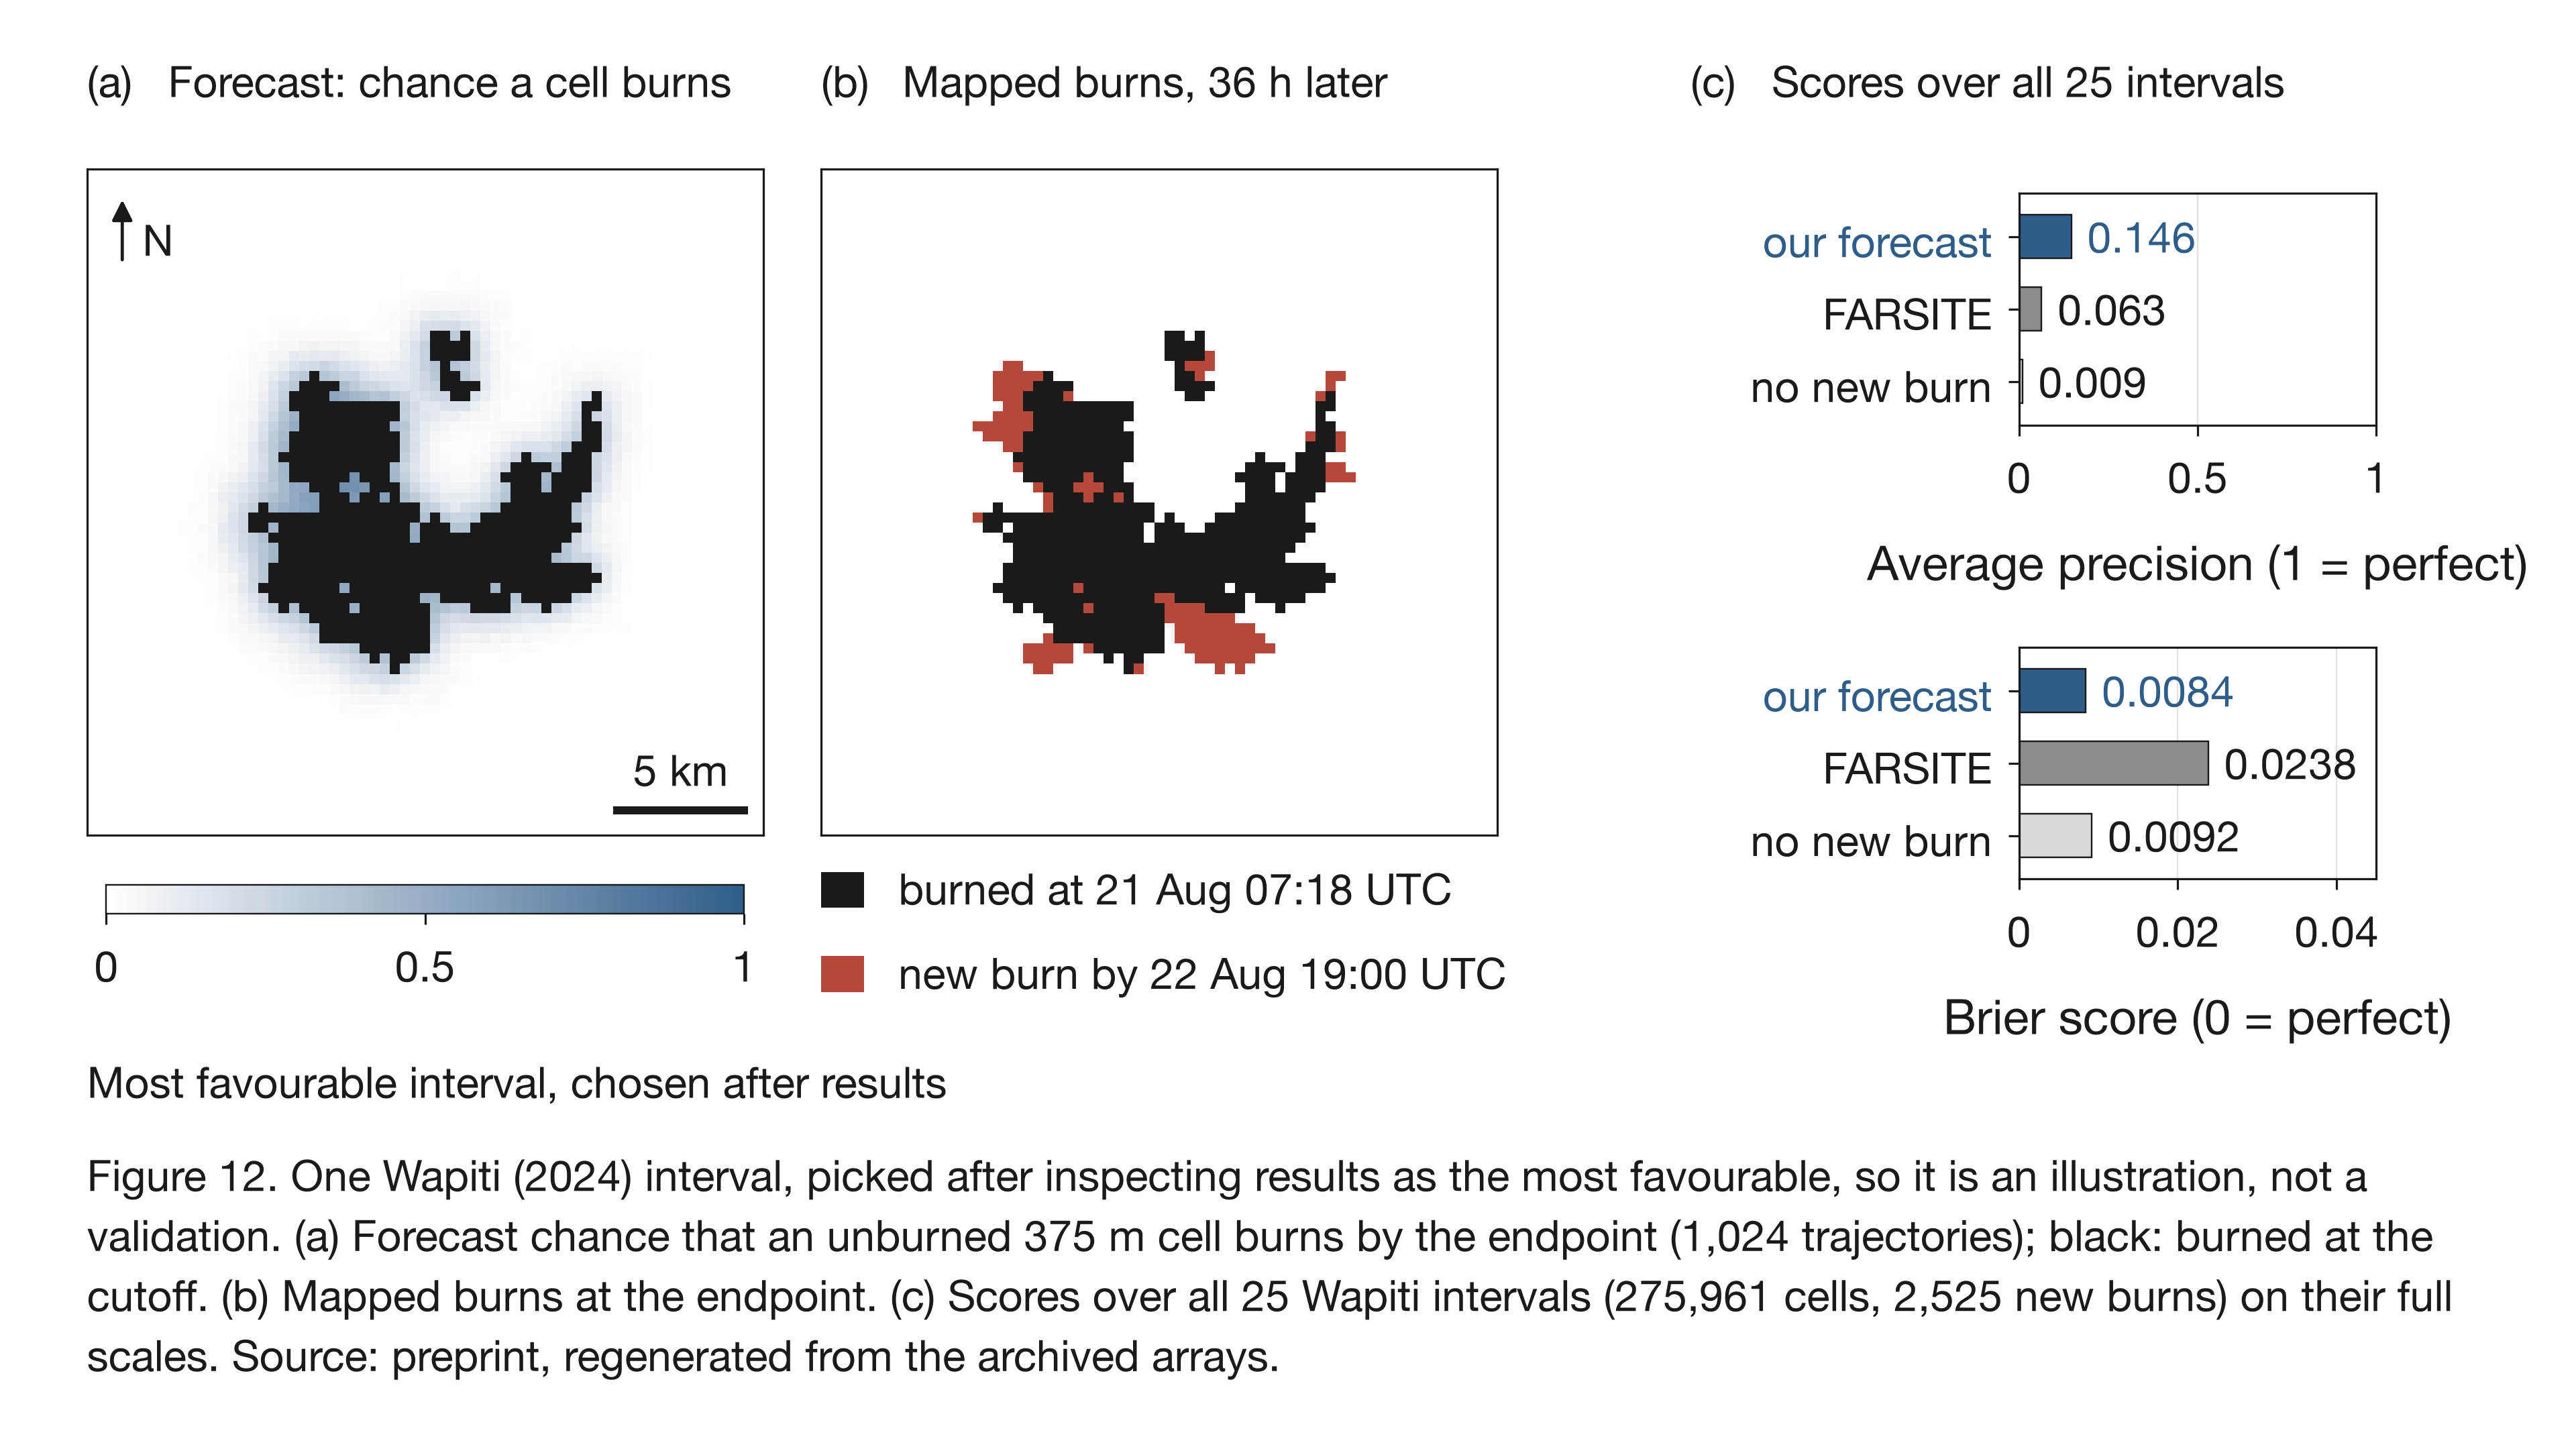 (a) Forecast: chance a cell burns
(b) Mapped burns, 36 h later
(c) Scores over all 25 intervals
N
5 km
0 0.5 1
burned at 21 Aug 07:18 UTC
new burn by 22 Aug 19:00 UTC
our forecast 0.146
FARSITE 0.063
no new burn 0.009
0 0.5 1
Average precision (1 = perfect)
our forecast 0.0084
FARSITE 0.0238
no new burn 0.0092
0 0.02 0.04
Brier score (0 = perfect)
Most favourable interval, chosen after results
Figure 12. One Wapiti (2024) interval, picked after inspecting results as the most favourable, so it is an illustration, not a
validation. (a) Forecast chance that an unburned 375 m cell burns by the endpoint (1,024 trajectories); black: burned at the
cutoff. (b) Mapped burns at the endpoint. (c) Scores over all 25 Wapiti intervals (275,961 cells, 2,525 new burns) on their full
scales. Source: preprint, regenerated from the archived arrays.